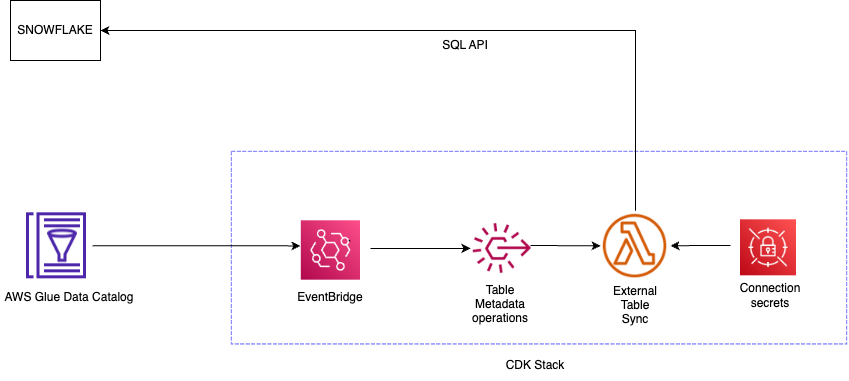 SNOWFLAKE
SQL API
AWS Glue Data Catalog
EventBridge
Table
Metadata
operations
External
Table
Sync
Connection
secrets
CDK Stack